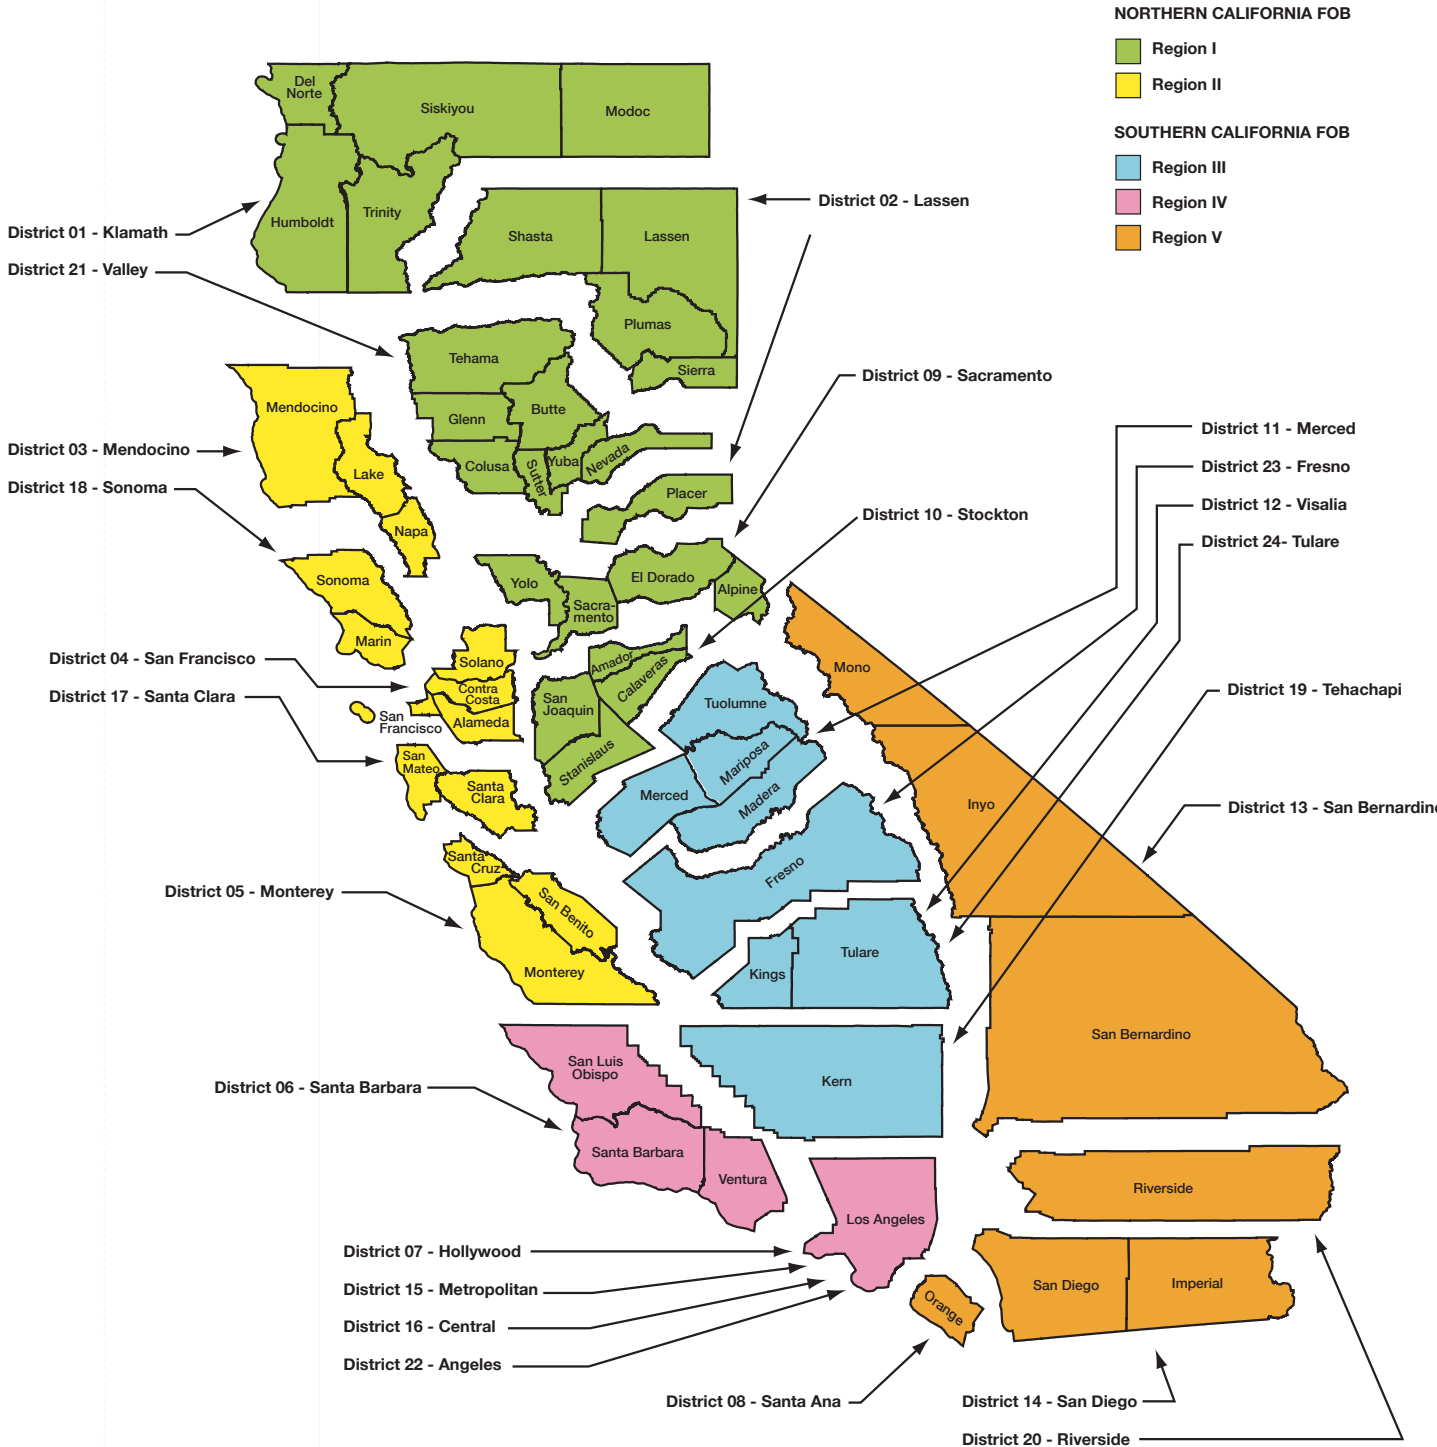 NORTHERN CALIFORNIA FOB
Region I
Region II
SOUTHERN CALIFORNIA FOB
Region III
Region IV
Region V
Del
Norte
Siskiyou
Modoc
Humboldt
Trinity
District 02 - Lassen
Shasta
Lassen
District 01 - Klamath
District 21 - Valley
Plumas
Sierra
Tehama
District 09 - Sacramento
Mendocino
Glenn
Butte
District 11 - Merced
District 03 - Mendocino
Lake
Colusa
Sutter
Yuba
Nevada
District 23 - Fresno
District 18 - Sonoma
Placer
District 12 - Visalia
Napa
District 10 - Stockton
District 24- Tulare
Sonoma
Yolo
El Dorado
Alpine
Sacra-
mento
Marin
District 04 - San Francisco
Solano
Amador
Calaveras
Mono
District 17 - Santa Clara
Contra
Costa
San
Joaquin
Tuolumne
District 19 - Tehachapi
San
Francisco
Alameda
Stanislaus
Mariposa
San
Mateo
Santa
Clara
Merced
Madera
Inyo
District 13 - San Bernardino
Santa
Cruz
Fresno
District 05 - Monterey
San Benito
Monterey
Kings
Tulare
San Luis
Obispo
San Bernardino
Kern
District 06 - Santa Barbara
Santa Barbara
Ventura
Riverside
Los Angeles
District 07 - Hollywood
District 15 - Metropolitan
San Diego
Imperial
Orange
District 16 - Central
District 22 - Angeles
District 08 - Santa Ana
District 14 - San Diego
District 20 - Riverside